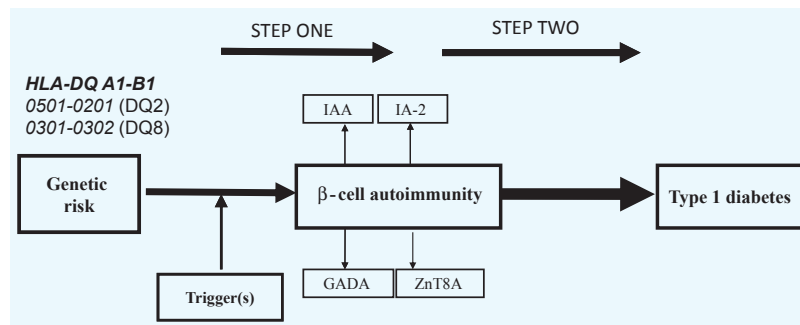 STEP ONE
STEP TWO
HLA-DQ A1-B1
0501-0201 (DQ2)
0301-0302 (DQ8)
IAA
IA-2
Genetic
risk
β-cell autoimmunity
Type 1 diabetes
GADA
ZnT8A
Trigger(s)